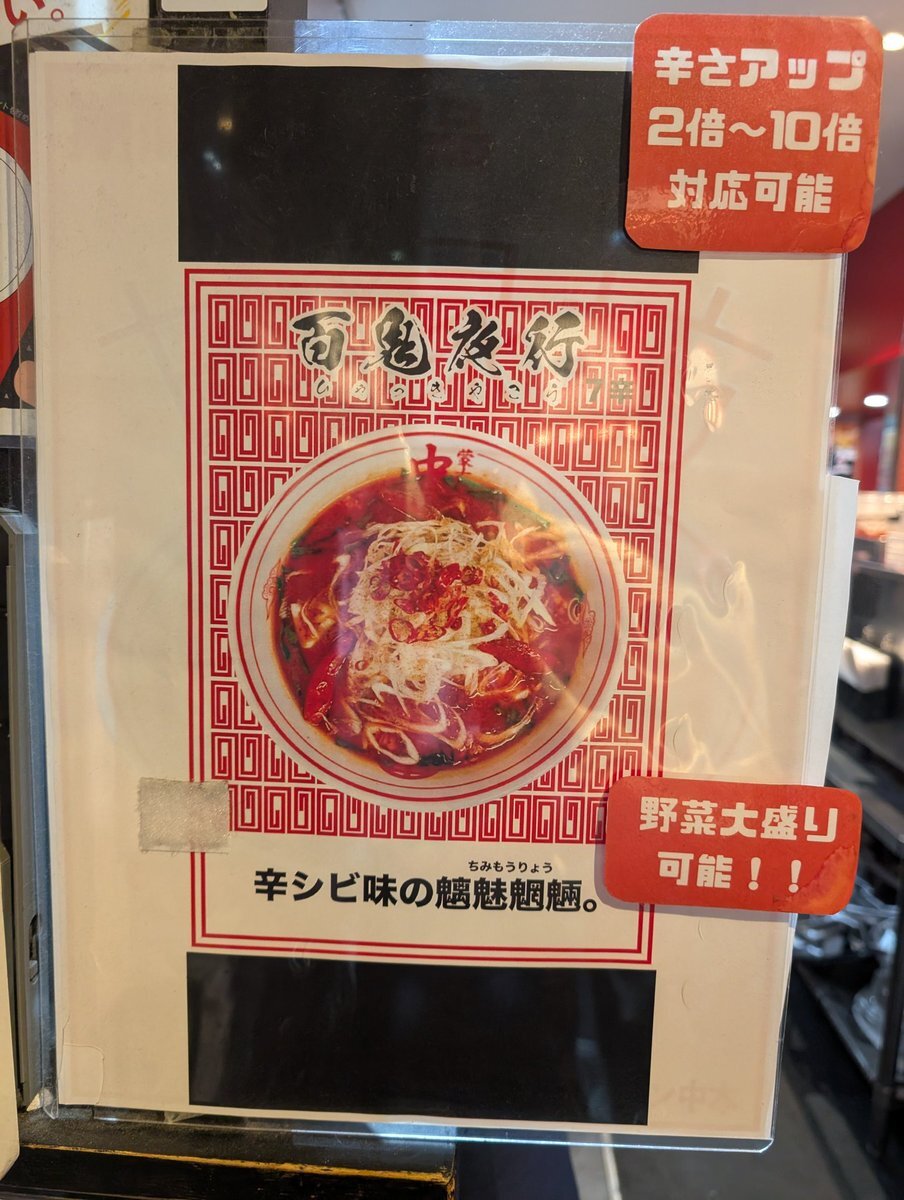 い。
辛さアップ
2倍〜10倍
対応可能
百鬼夜行
ひゃっきやこう 7辛
中 蒙
野菜大盛り
可能！！
ちみもうりょう
辛シビ味の魑魅魍魎。